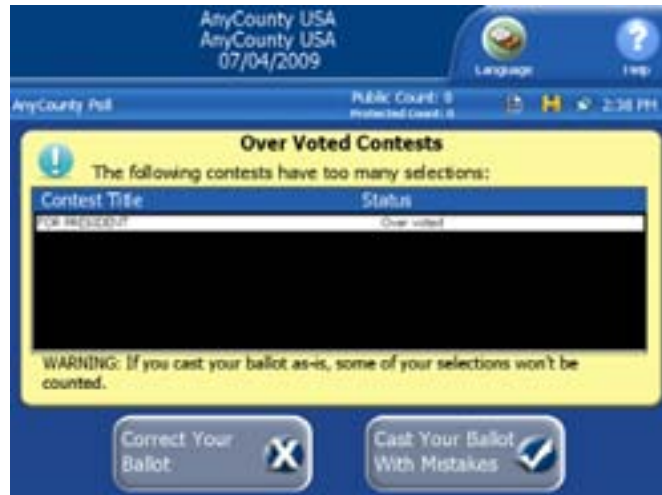 AnyCounty USA
AnyCounty USA
07/04/2009
Language
Help
AnyCounty Poll
Public Count: 0
Protected Count: 0
2:38 PM
Over Voted Contests
The following contests have too many selections:
Contest Title Status
FOR PRESIDENT Over voted
WARNING: If you cast your ballot as-is, some of your selections won't be
counted.
Correct Your
Ballot
Cast Your Ballot
With Mistakes